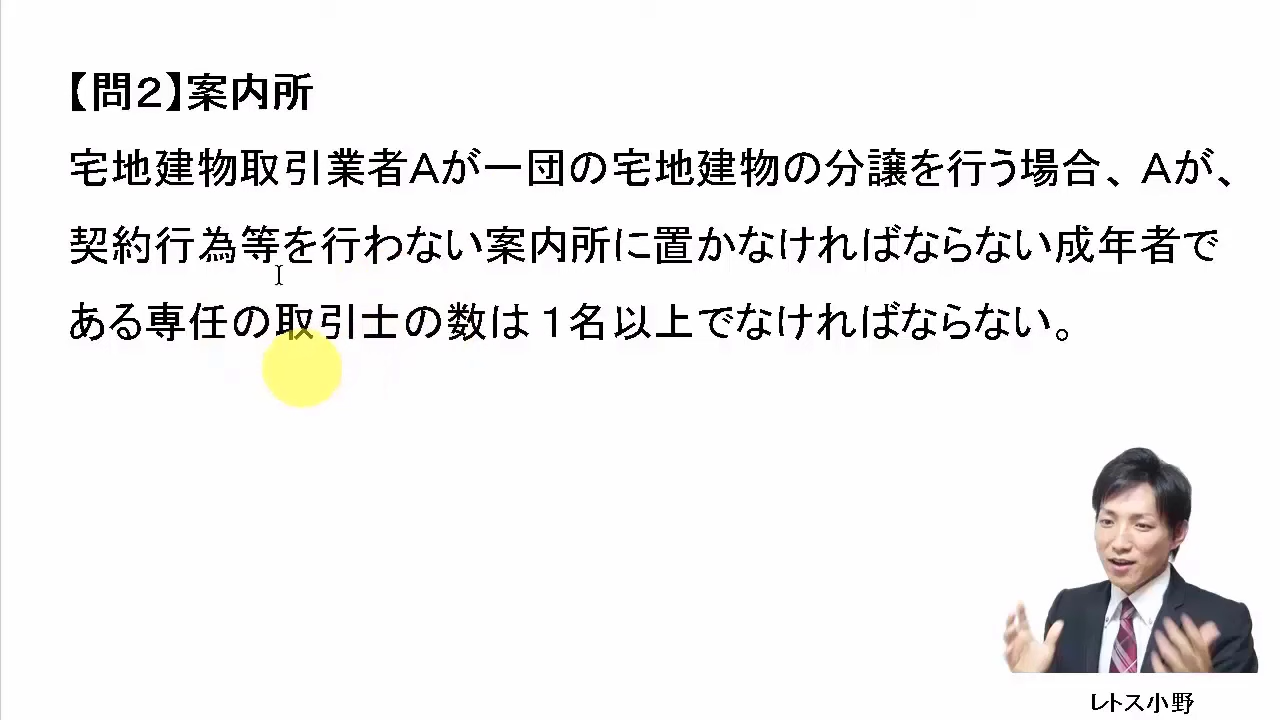 【問２】案内所
宅地建物取引業者Ａが一団の宅地建物の分譲を行う場合、Ａが、
契約行為等を行わない案内所に置かなければならない成年者で
ある専任の取引士の数は１名以上でなければならない。
レトス小野